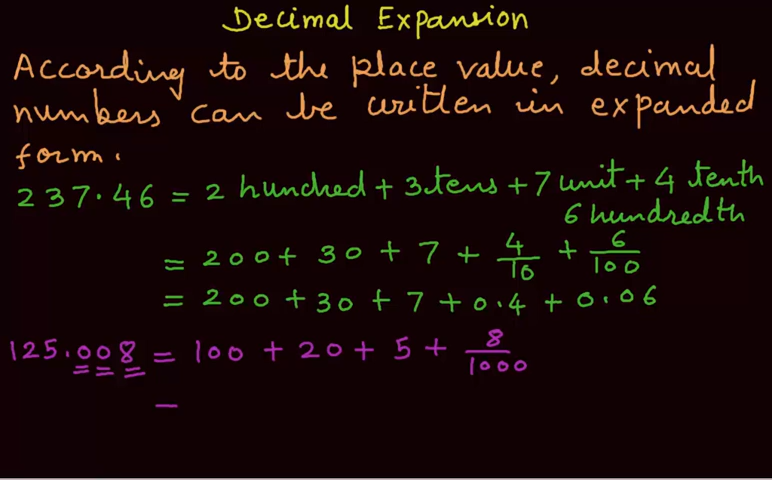 Decimal Expansion
According to the place value, decimal
numbers can be written in expanded
form.
237.46 = 2 hundred + 3 tens + 7 unit + 4 tenth
6 hundredth
= 200 + 30 + 7 + 4/10 + 6/100
= 200 + 30 + 7 + 0.4 + 0.06
125.008 = 100 + 20 + 5 + 8/1000
=